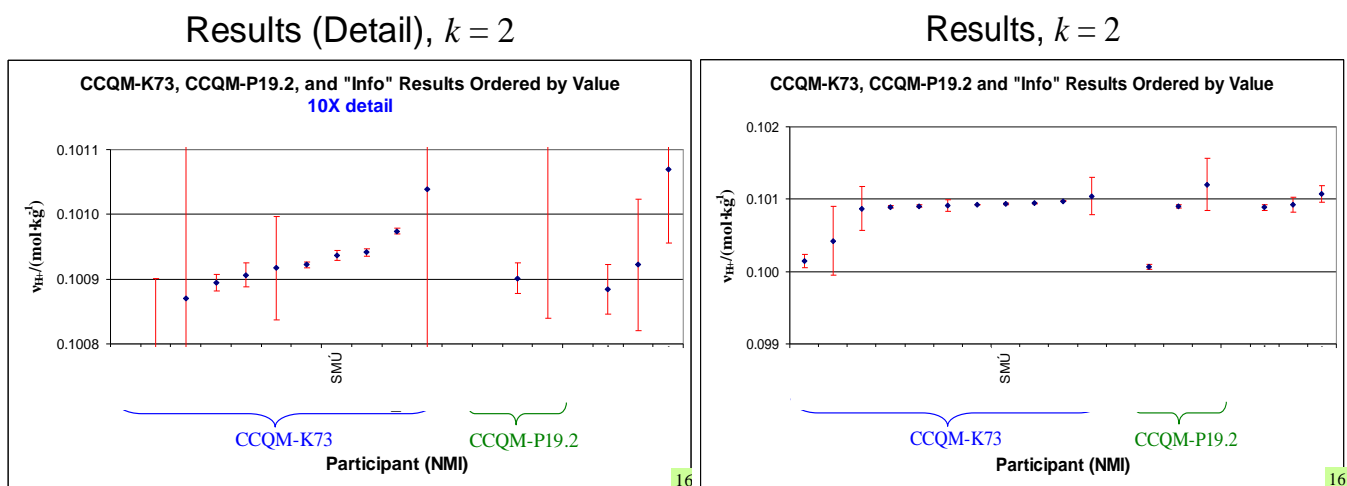 Results (Detail), k = 2
CCQM-K73, CCQM-P19.2, and "Info" Results Ordered by Value
10X detail
0.1011
0.1010
0.1009
0.1008
νH+/(mol·kg-1)
SMÚ
CCQM-K73
CCQM-P19.2
Participant (NMI)
16
Results, k = 2
CCQM-K73, CCQM-P19.2 and "Info" Results Ordered by Value
0.102
0.101
0.100
0.099
νH+/(mol·kg-1)
SMÚ
CCQM-K73
CCQM-P19.2
Participant (NMI)
16